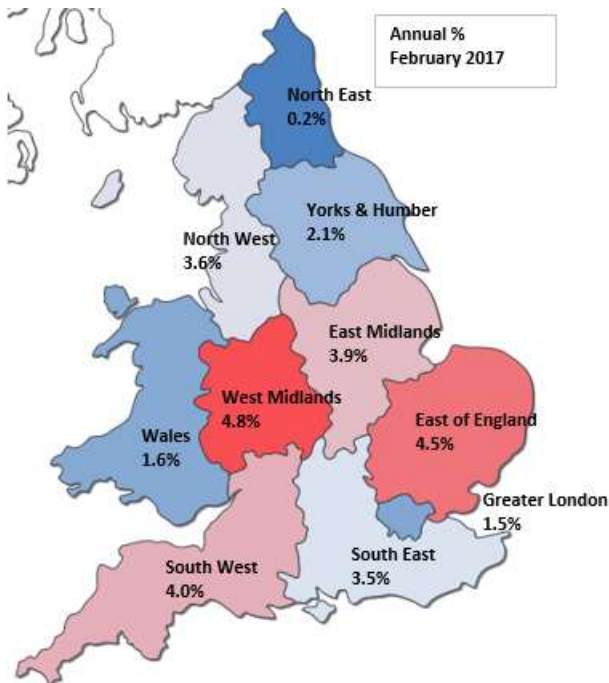 Annual %
February 2017
North East
0.2%
Yorks & Humber
2.1%
North West
3.6%
East Midlands
3.9%
West Midlands
4.8%
East of England
4.5%
Wales
1.6%
Greater London
1.5%
South East
3.5%
South West
4.0%